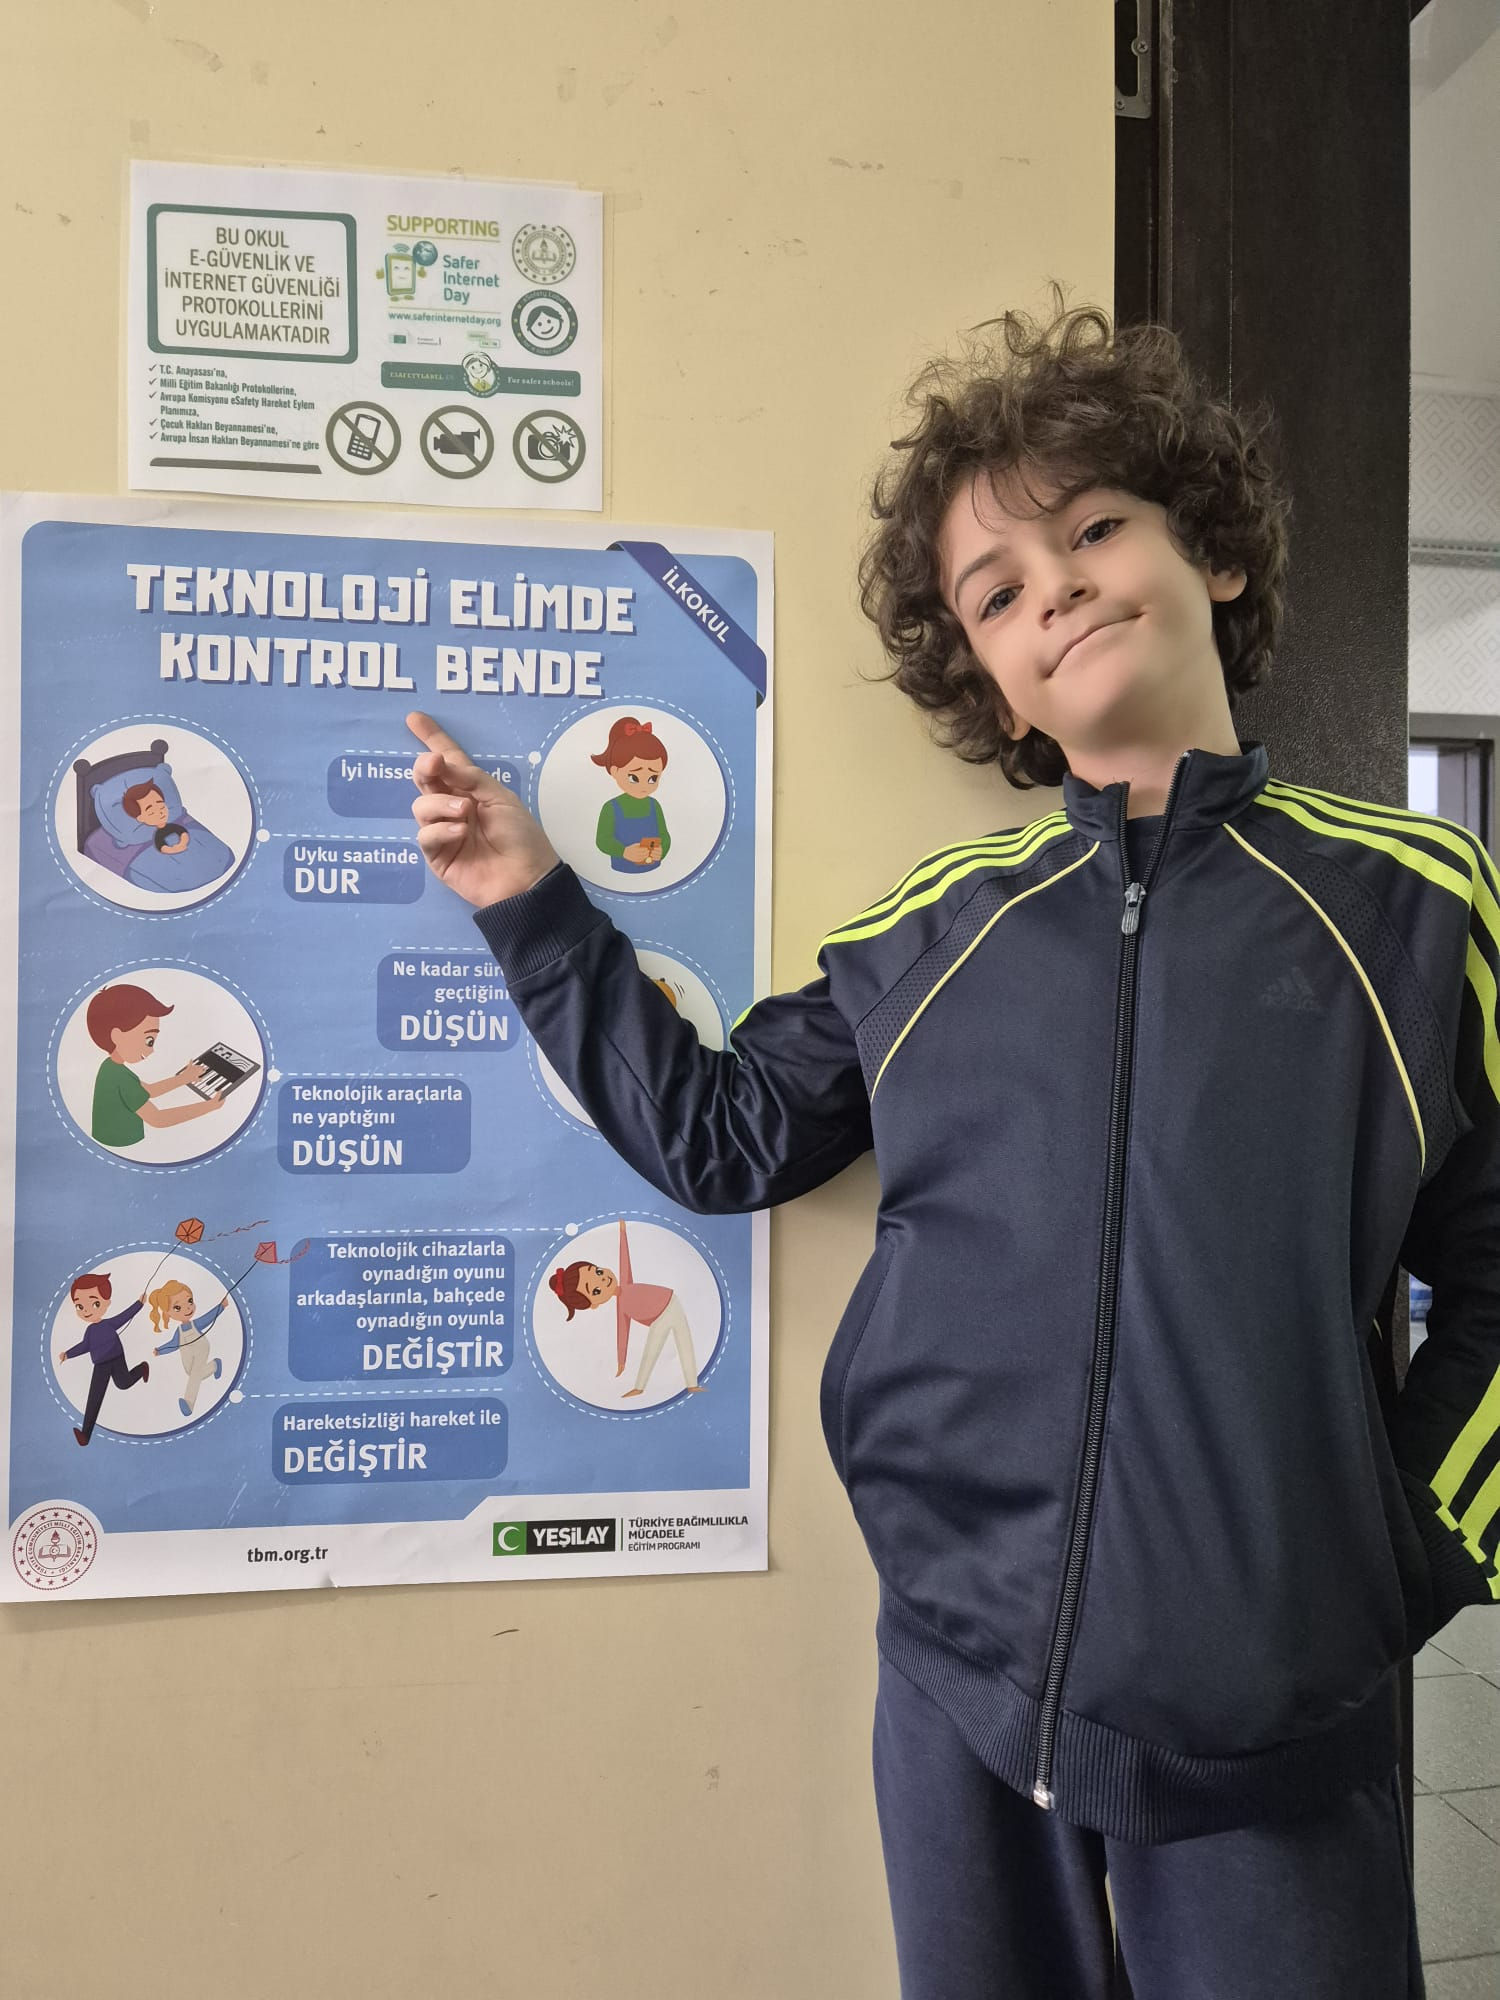 BU OKUL
E-GÜVENLİK VE
İNTERNET GÜVENLİĞİ
PROTOKOLLERİNİ
UYGULAMAKTADIR
T.C. Anayasası'na,
Milli Eğitim Bakanlığı Protokollerine,
Avrupa Komisyonu eSafety Hareket Eylem
Planımıza,
Çocuk Hakları Beyannamesi'ne,
Avrupa İnsan Hakları Beyannamesi'ne göre
SUPPORTING
Safer
Internet
Day
www.saferinternetday.org
ESAFETYLABEL.EU
For safer schools!
İLKOKUL
TEKNOLOJİ ELİMDE
KONTROL BENDE
İyi hisse
Uyku saatinde
DUR
Ne kadar
geçtiğini
DÜŞÜN
Teknolojik araçlarla
ne yaptığını
DÜŞÜN
Teknolojik cihazlarla
oynadığın oyunu
arkadaşlarınla, bahçede
oynadığın oyunla
DEĞİŞTİR
Hareketsizliği hareket ile
DEĞİŞTİR
tbm.org.tr
YEŞİLAY
TÜRKİYE BAĞIMLILIKLA
MÜCADELE
EĞİTİM PROGRAMI